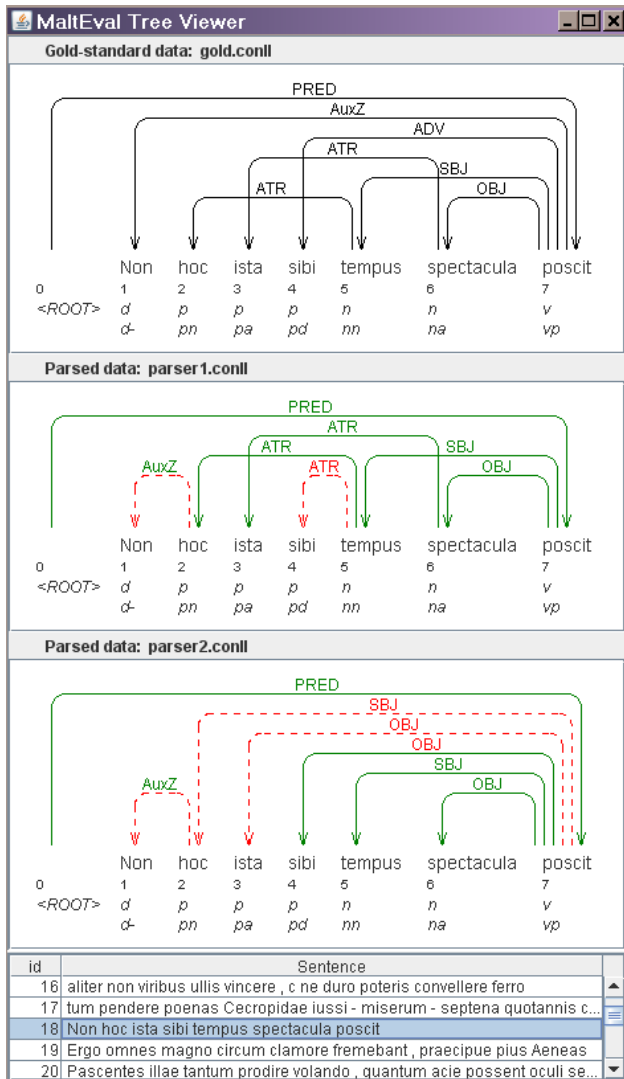 MaltEval Tree Viewer
Gold-standard data: gold.conll
PRED
AuxZ
ADV
ATR
SBJ
ATR OBJ
Non hoc ista sibi tempus spectacula poscit
0 1 2 3 4 5 6 7
<ROOT> d p p p n n v
d- pn pa pd nn na vp
Parsed data: parser1.conll
PRED
ATR
ATR SBJ
AuxZ ATR OBJ
Non hoc ista sibi tempus spectacula poscit
0 1 2 3 4 5 6 7
<ROOT> d p p p n n v
d- pn pa pd nn na vp
Parsed data: parser2.conll
PRED
SBJ
OBJ
OBJ
SBJ
AuxZ OBJ
Non hoc ista sibi tempus spectacula poscit
0 1 2 3 4 5 6 7
<ROOT> d p p p n n v
d- pn pa pd nn na vp
id Sentence
16 aliter non viribus ullis vincere , c ne duro poteris convellere ferro
17 tum pendere poenas Cecropidae iussi - miserum - septena quotannis c...
18 Non hoc ista sibi tempus spectacula poscit
19 Ergo omnes magno circum clamore fremebant , praecipue pius Aeneas
20 Pascentes illae tantum prodire volando , quantum acie possent oculi se...